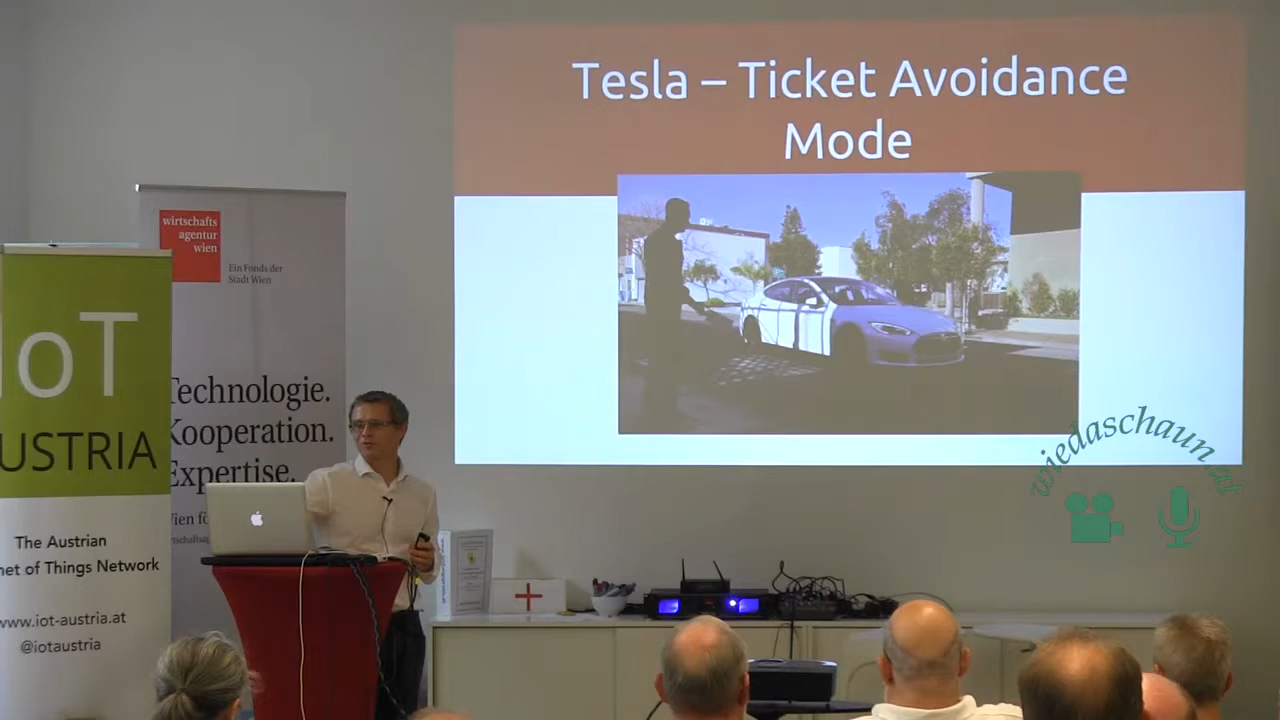 Tesla – Ticket Avoidance
Mode
wirtschafts
agentur
wien
Ein Fonds der
Stadt Wien
Technologie.
Kooperation.
Expertise.
IoT
AUSTRIA
The Austrian
net of Things Network
www.iot-austria.at
@iotaustria
wiedaschaun.at